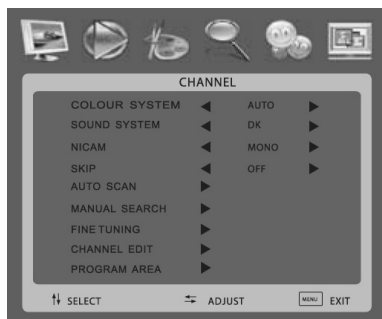 CHANNEL
COLOUR SYSTEM AUTO
SOUND SYSTEM DK
NICAM MONO
SKIP OFF
AUTO SCAN
MANUAL SEARCH
FINE TUNING
CHANNEL EDIT
PROGRAM AREA
SELECT ADJUST MENU EXIT